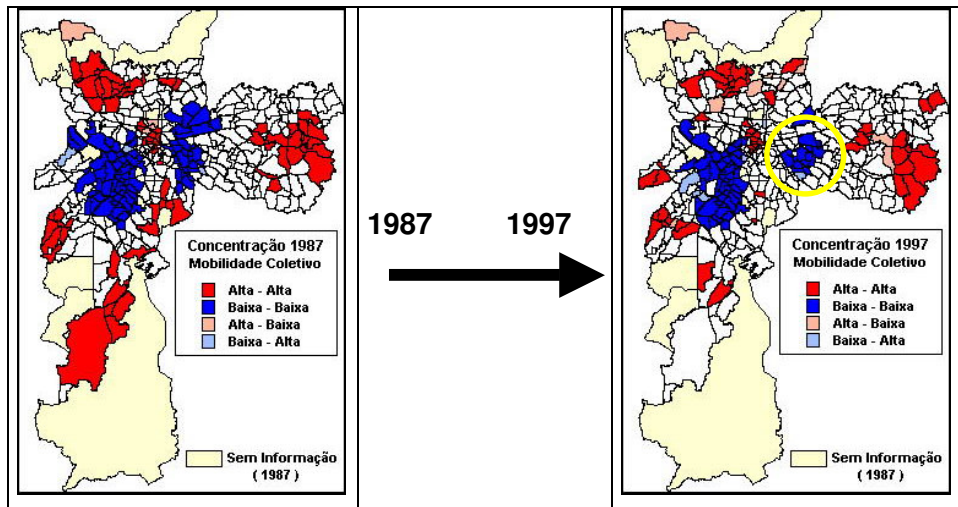 Concentração 1987
Mobilidade Coletivo
Alta - Alta
Baixa - Baixa
Alta - Baixa
Baixa - Alta
Sem Informação
( 1987 )
1987 1997
Concentração 1997
Mobilidade Coletivo
Alta - Alta
Baixa - Baixa
Alta - Baixa
Baixa - Alta
Sem Informação
( 1987 )